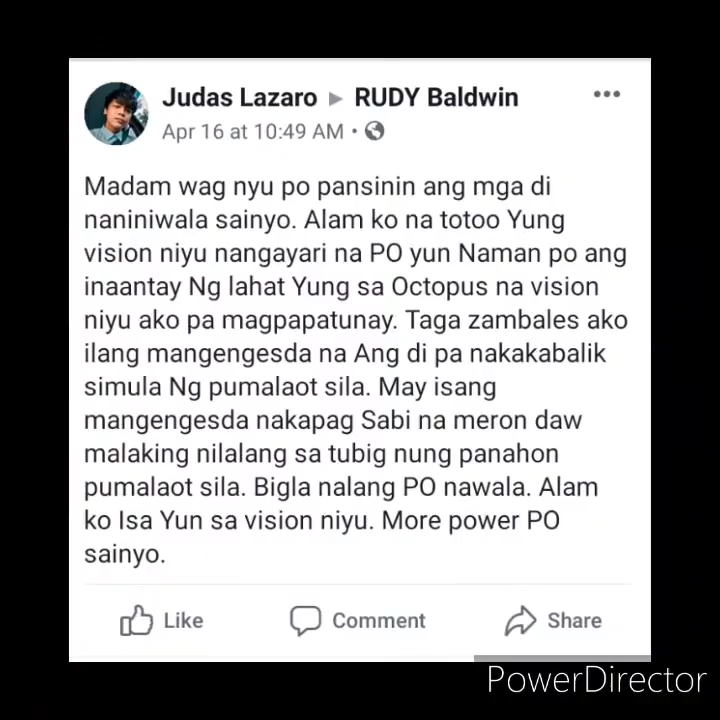 Judas Lazaro ▸ RUDY Baldwin
Apr 16 at 10:49 AM •
Madam wag nyu po pansinin ang mga di
naniniwala sainyo. Alam ko na totoo Yung
vision niyu nangayari na PO yun Naman po ang
inaantay Ng lahat Yung sa Octopus na vision
niyu ako pa magpapatunay. Taga zambales ako
ilang mangengesda na Ang di pa nakakabalik
simula Ng pumalaot sila. May isang
mangengesda nakapag Sabi na meron daw
malaking nilalang sa tubig nung panahon
pumalaot sila. Bigla nalang PO nawala. Alam
ko Isa Yun sa vision niyu. More power PO
sainyo.
Like Comment Share
PowerDirector